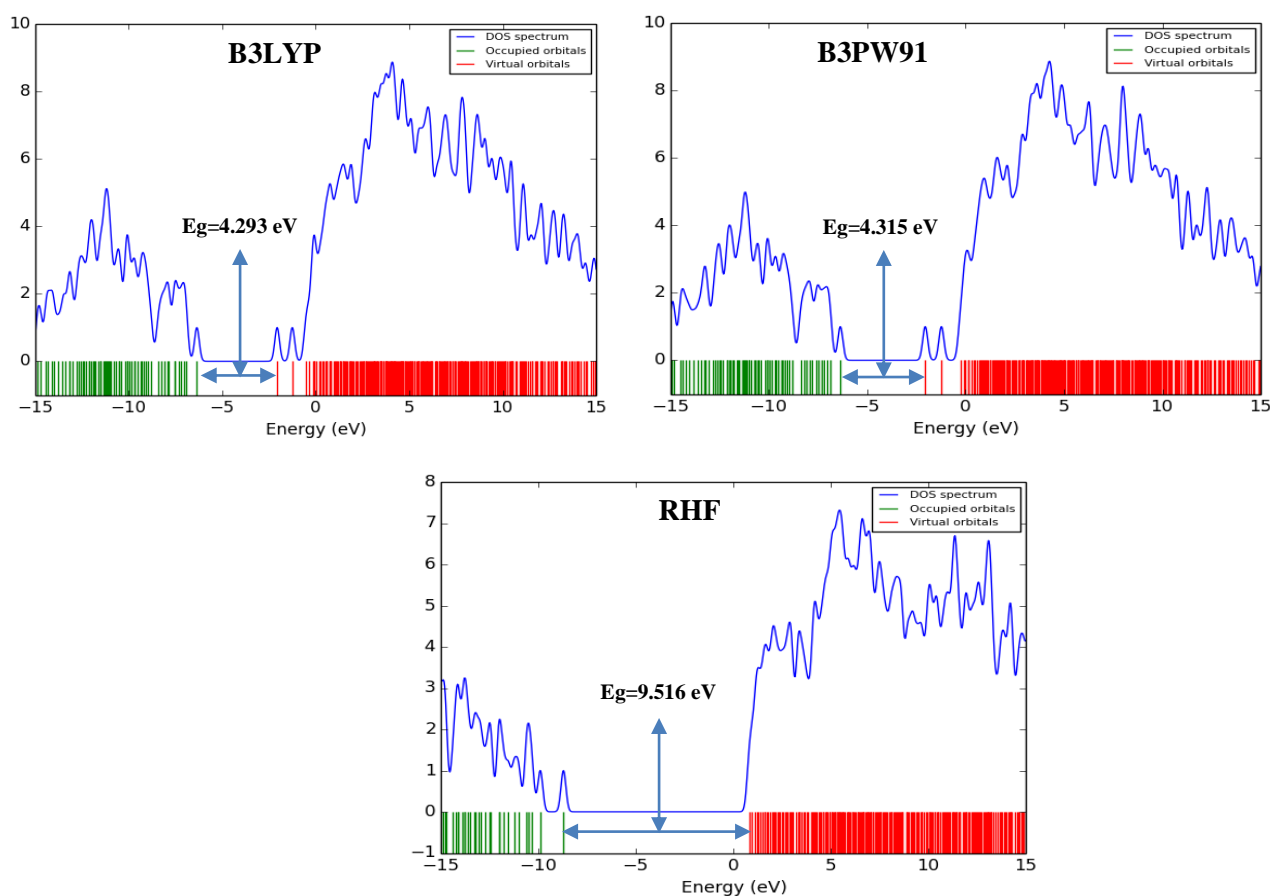 B3LYP
DOS spectrum
Occupied orbitals
Virtual orbitals
Eg=4.293 eV
10
8
6
4
2
0
−15
−10
−5
0
5
10
15
Energy (eV)
B3PW91
DOS spectrum
Occupied orbitals
Virtual orbitals
Eg=4.315 eV
10
8
6
4
2
0
−15
−10
−5
0
5
10
15
Energy (eV)
RHF
DOS spectrum
Occupied orbitals
Virtual orbitals
Eg=9.516 eV
8
7
6
5
4
3
2
1
0
−1
−15
−10
−5
0
5
10
15
Energy (eV)